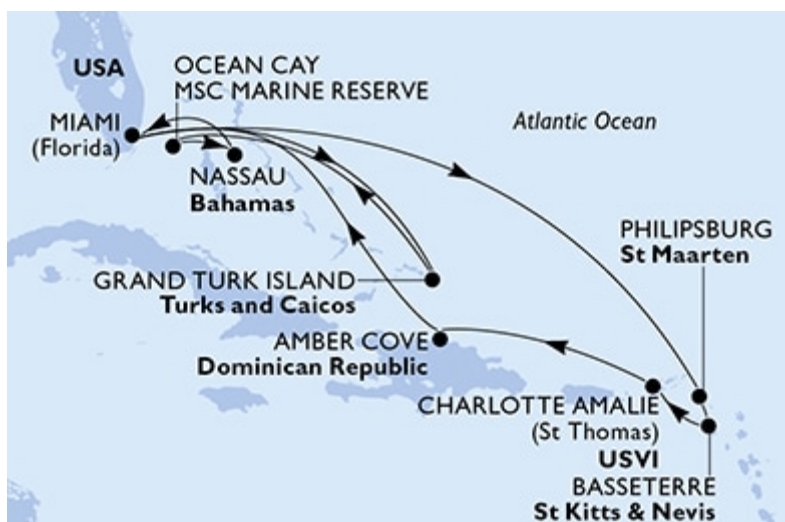 USA
OCEAN CAY
MSC MARINE RESERVE
MIAMI
(Florida)
Atlantic Ocean
NASSAU
Bahamas
PHILIPSBURG
St Maarten
GRAND TURK ISLAND
Turks and Caicos
AMBER COVE
Dominican Republic
CHARLOTTE AMALIE
(St Thomas)
USVI
BASSETERRE
St Kitts & Nevis